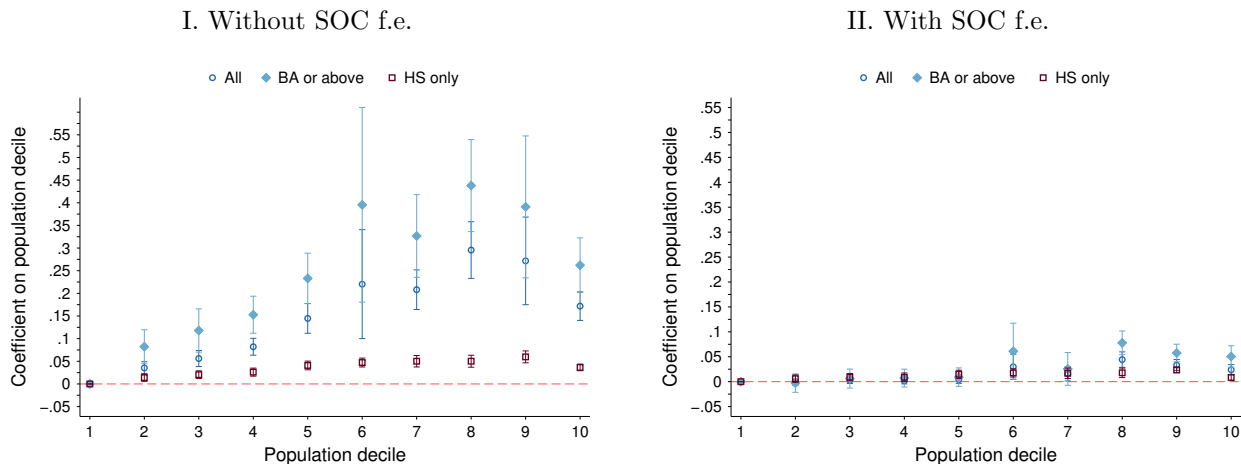 I. Without SOC f.e.
All BA or above HS only
Coefficient on population decile
.55
.5
.45
.4
.35
.3
.25
.2
.15
.1
.05
0
−.05
1 2 3 4 5 6 7 8 9 10
Population decile
II. With SOC f.e.
All BA or above HS only
Coefficient on population decile
.55
.5
.45
.4
.35
.3
.25
.2
.15
.1
.05
0
−.05
1 2 3 4 5 6 7 8 9 10
Population decile